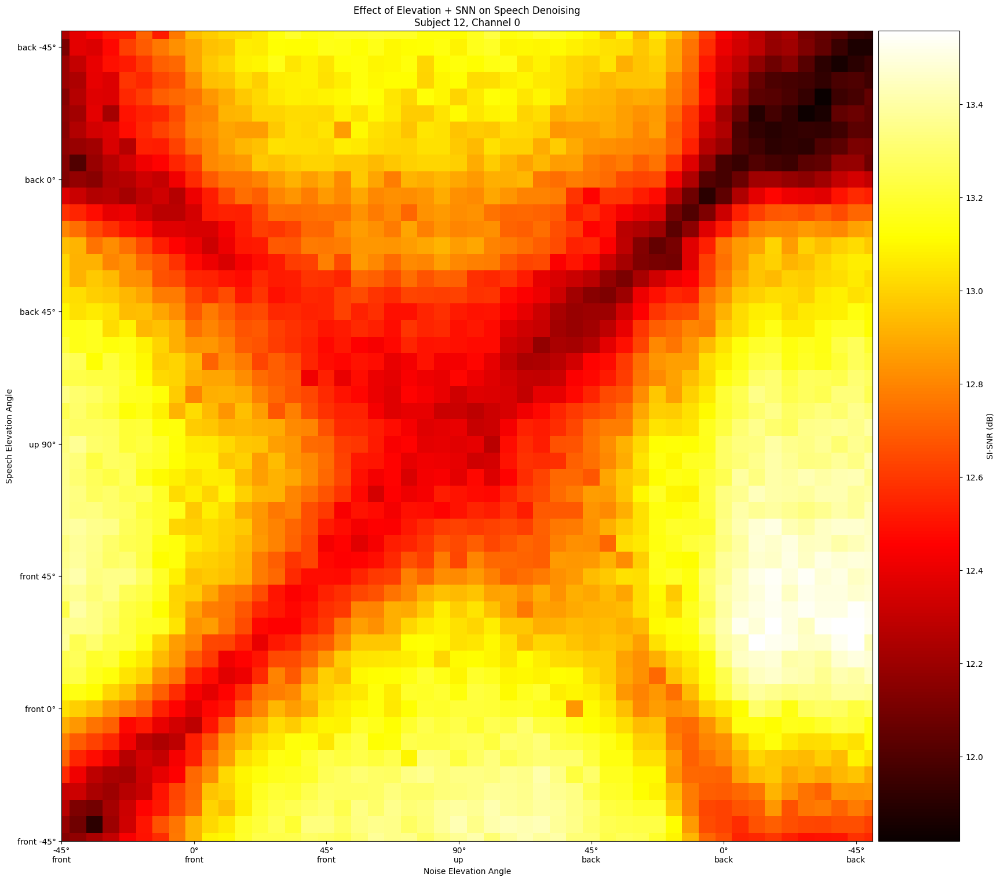 Effect of Elevation + SNN on Speech Denoising
Subject 12, Channel 0
back -45°
back 0°
back 45°
up 90°
front 45°
front 0°
front -45°
Speech Elevation Angle
-45°
front
0°
front
45°
front
90°
up
45°
back
0°
back
-45°
back
Noise Elevation Angle
13.4
13.2
13.0
12.8
12.6
12.4
12.2
12.0
SI-SNR (dB)